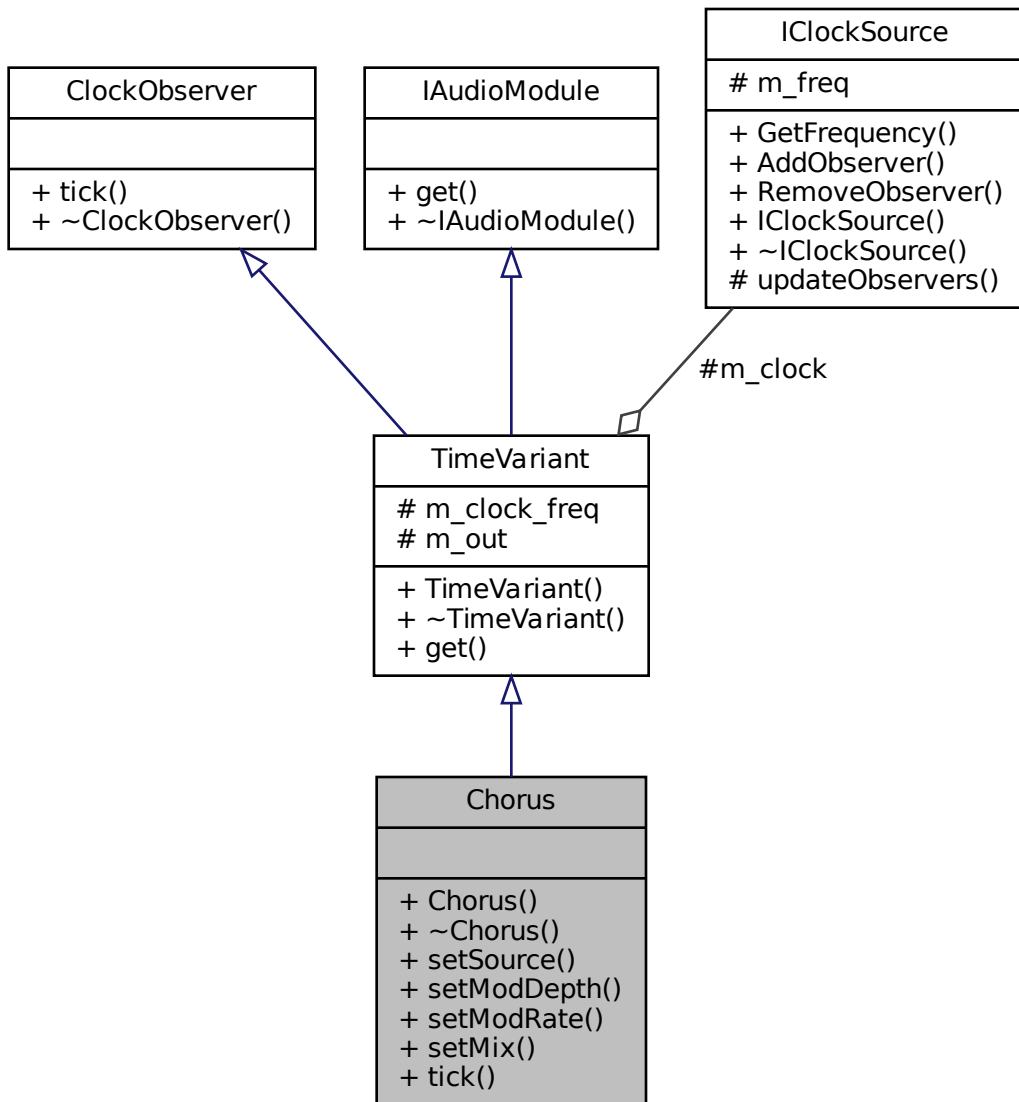 ClockObserver
+ tick()
+ ~ClockObserver()
IAudioModule
+ get()
+ ~IAudioModule()
IClockSource
# m_freq
+ GetFrequency()
+ AddObserver()
+ RemoveObserver()
+ IClockSource()
+ ~IClockSource()
# updateObservers()
#m_clock
TimeVariant
# m_clock_freq
# m_out
+ TimeVariant()
+ ~TimeVariant()
+ get()
Chorus
+ Chorus()
+ ~Chorus()
+ setSource()
+ setModDepth()
+ setModRate()
+ setMix()
+ tick()